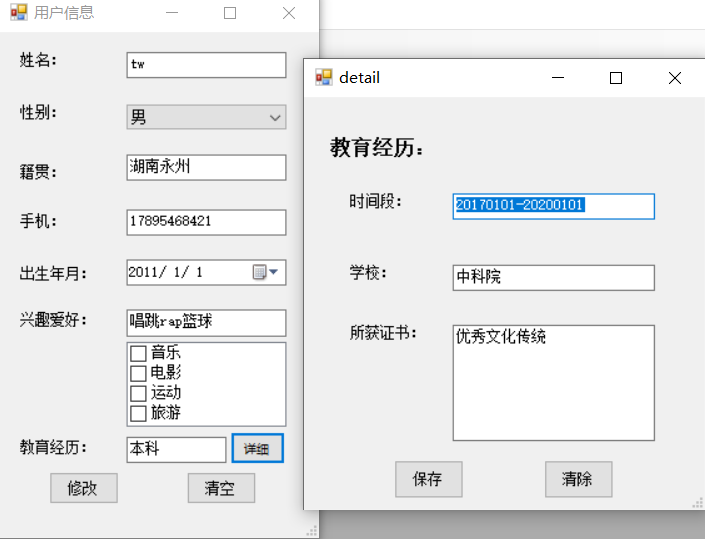 用户信息
姓名： tw
性别： 男
籍贯： 湖南永州
手机： 17895468421
出生年月： 2011/ 1/ 1
兴趣爱好： 唱跳rap篮球
音乐
电影
运动
旅游
教育经历： 本科 详细
修改 清空
detail
教育经历：
时间段： 20170101-20200101
学校： 中科院
所获证书： 优秀文化传统
保存 清除